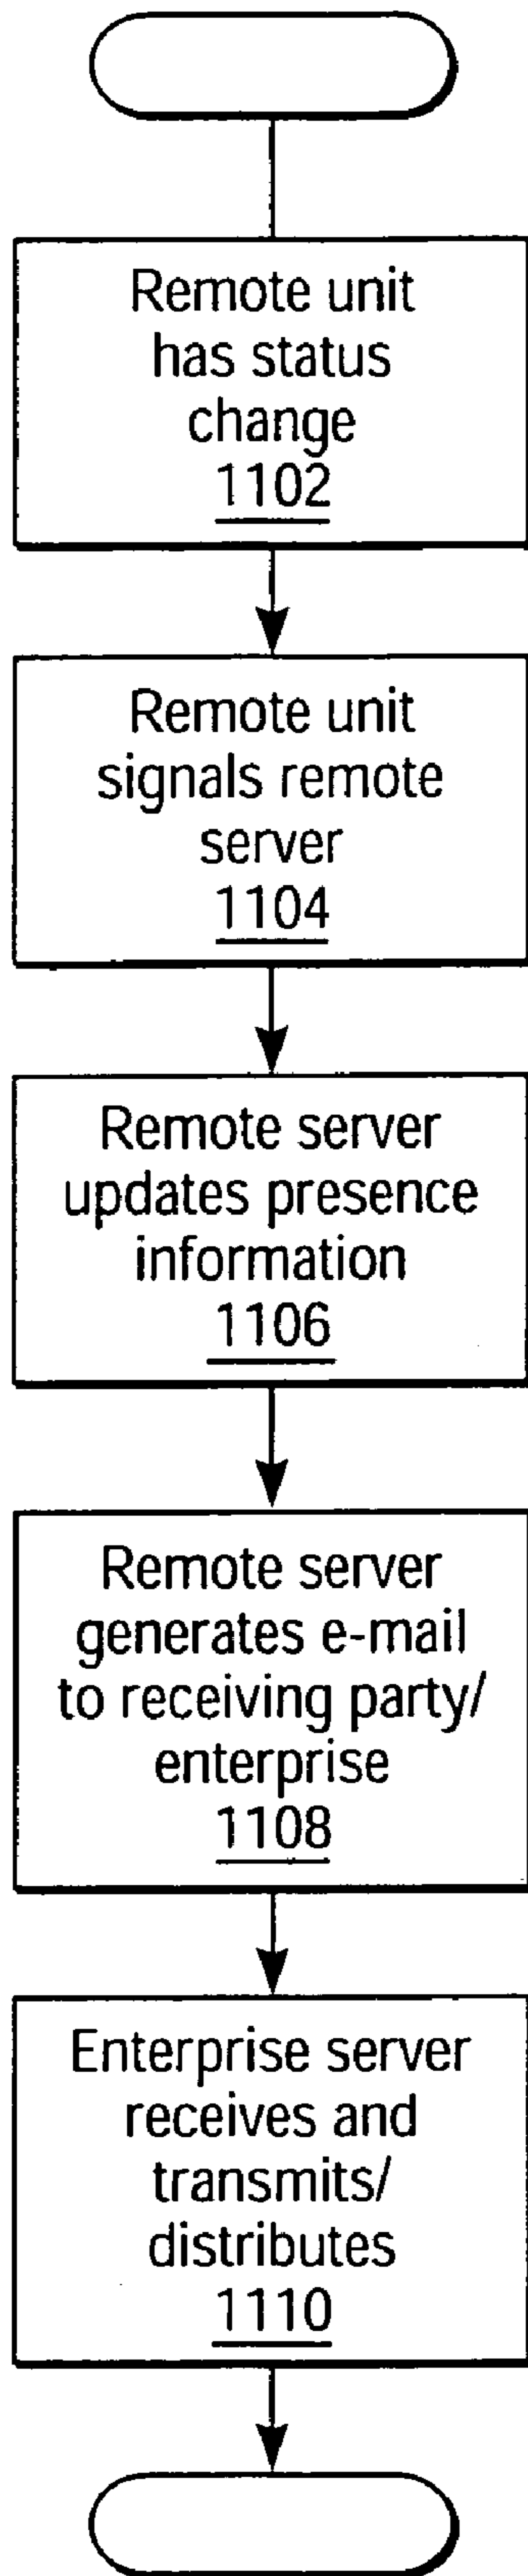 Remote unit
has status
change
1102
Remote unit
signals remote
server
1104
Remote server
updates presence
information
1106
Remote server
generates e-mail
to receiving party/
enterprise
1108
Enterprise server
receives and
transmits/
distributes
1110